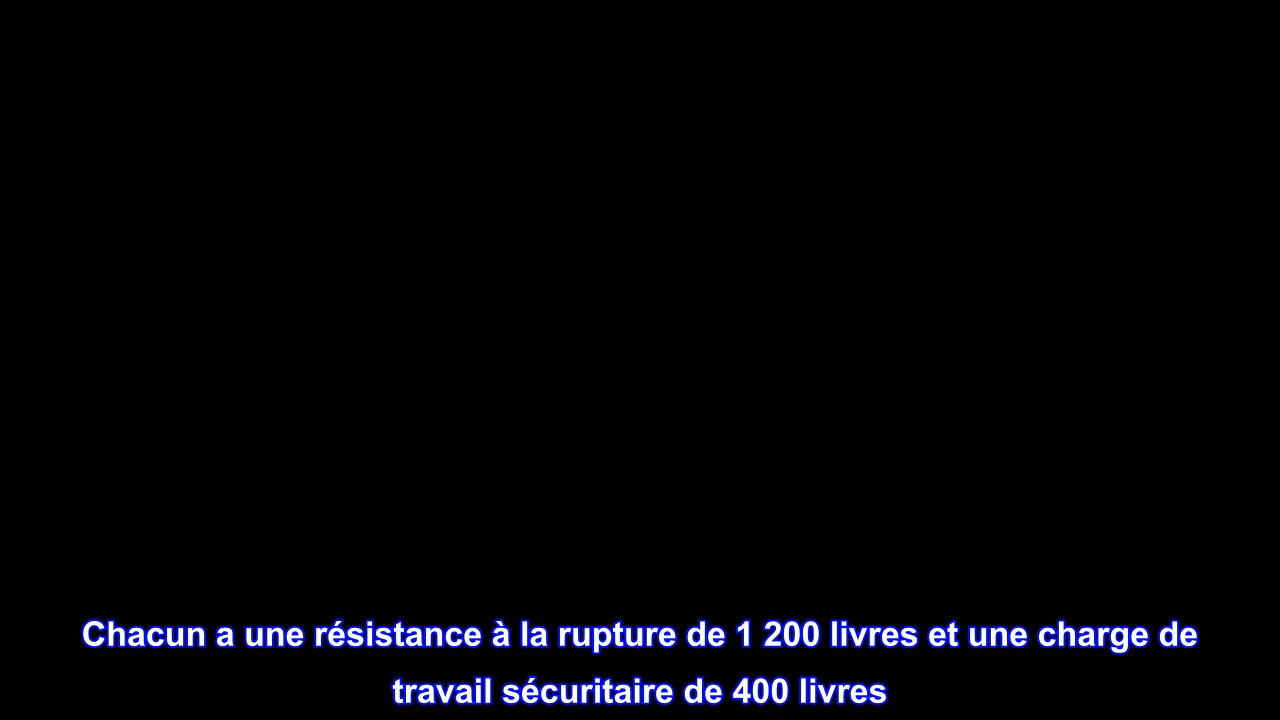 Chacun a une résistance à la rupture de 1 200 livres et une charge de
travail sécuritaire de 400 livres